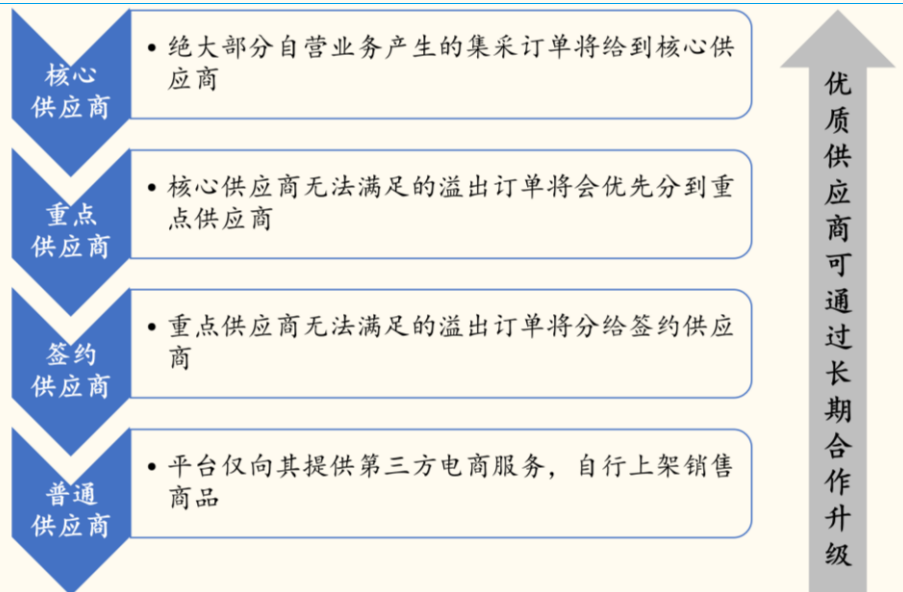 核心
供应商
• 绝大部分自营业务产生的集采订单将给到核心供
应商
重点
供应商
• 核心供应商无法满足的溢出订单将会优先分到重
点供应商
签约
供应商
• 重点供应商无法满足的溢出订单将分给签约供应
商
普通
供应商
• 平台仅向其提供第三方电商服务，自行上架销售
商品
优质供应商可通过长期合作升级